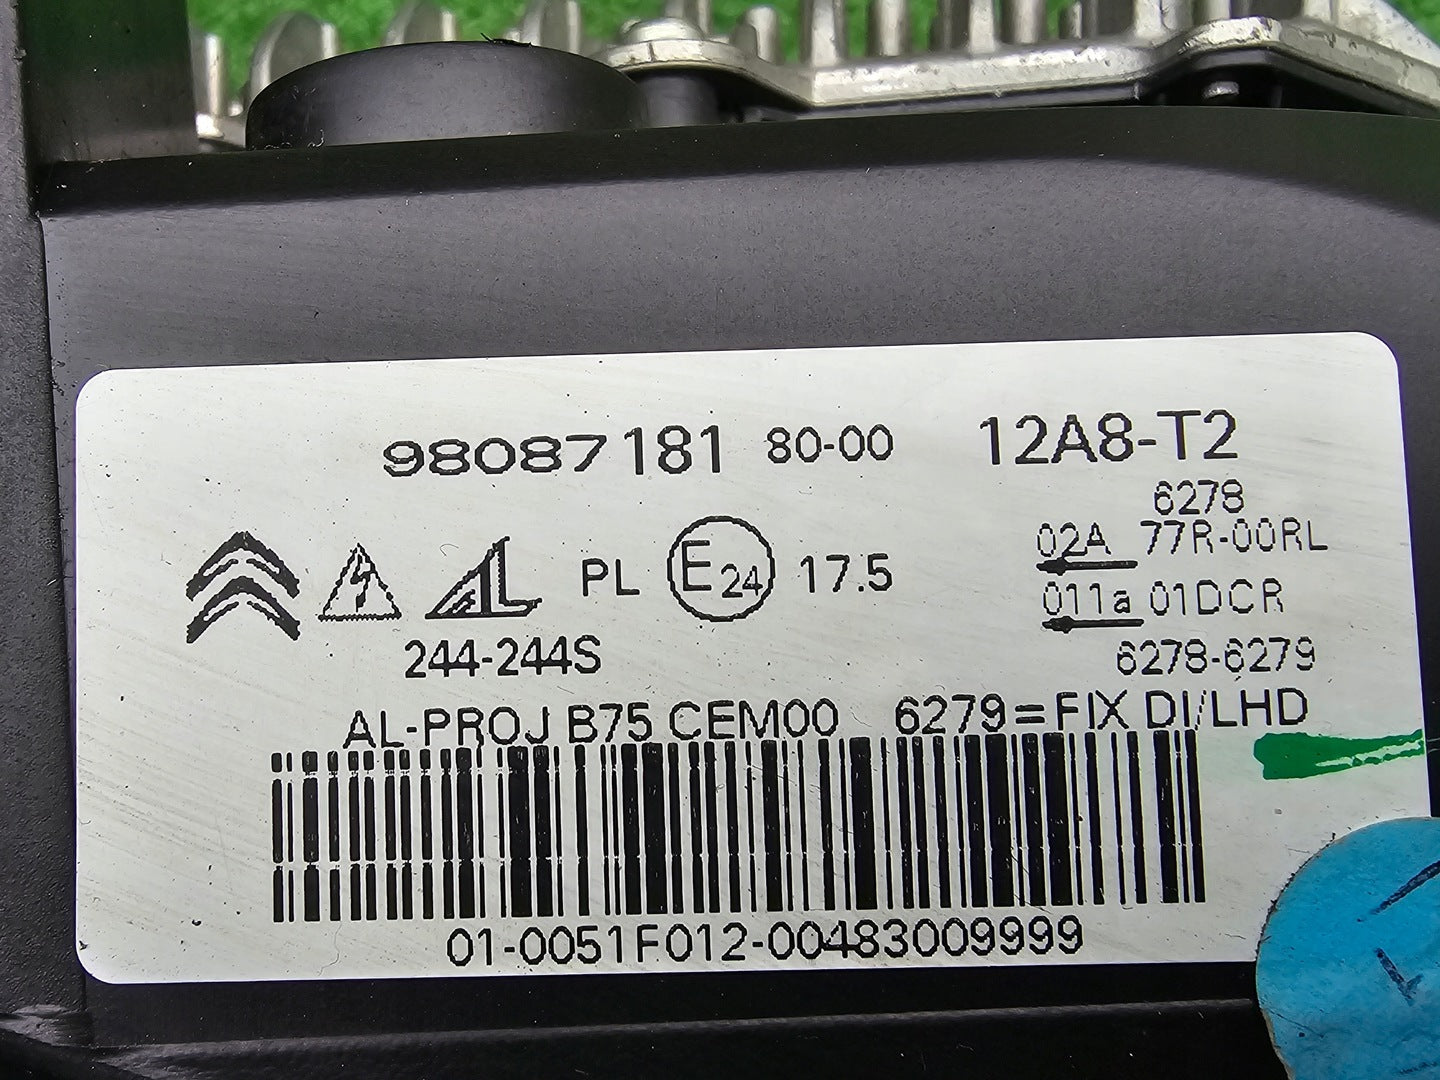 98087181 80-00 12A8-T2
6278
02A 77R-00RL
PL E24 17.5
011a 01DCR
244-244S
6278-6279
AL-PROJ B75 CEM00 6279=FIX DI/LHD
01-0051F012-00483009999